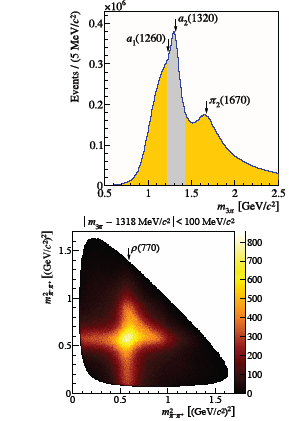 ×10⁶
0.4
0.3
0.2
0.1
0
Events / (5 MeV/c²)
a₁(1260)
a₂(1320)
π₂(1670)
0.5 1 1.5 2 2.5
m₃π [GeV/c²]
| m₃π − 1318 MeV/c² | < 100 MeV/c²
ρ(770)
1.5
1
0.5
0
m²π⁻π⁺ [(GeV/c²)²]
0 0.5 1 1.5
m²π⁻π⁺ [(GeV/c²)²]
800
700
600
500
400
300
200
100
0